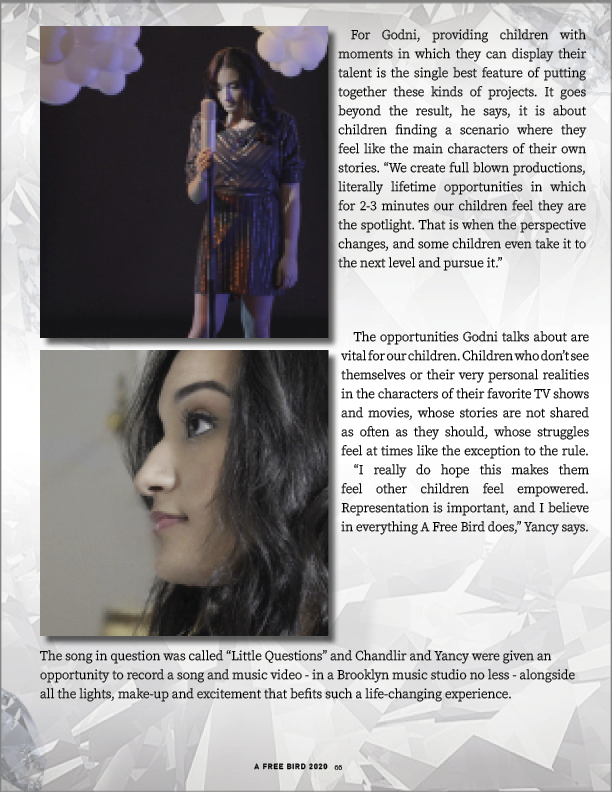 For Godni, providing children with
moments in which they can display their
talent is the single best feature of putting
together these kinds of projects. It goes
beyond the result, he says, it is about
children finding a scenario where they
feel like the main characters of their own
stories. “We create full blown productions,
literally lifetime opportunities in which
for 2-3 minutes our children feel they are
the spotlight. That is when the perspective
changes, and some children even take it to
the next level and pursue it.”
The opportunities Godni talks about are
vital for our children. Children who don’t see
themselves or their very personal realities
in the characters of their favorite TV shows
and movies, whose stories are not shared
as often as they should, whose struggles
feel at times like the exception to the rule.
“I really do hope this makes them
feel other children feel empowered.
Representation is important, and I believe
in everything A Free Bird does,” Yancy says.
The song in question was called “Little Questions” and Chandlir and Yancy were given an
opportunity to record a song and music video - in a Brooklyn music studio no less - alongside
all the lights, make-up and excitement that befits such a life-changing experience.
A FREE BIRD 2020 66